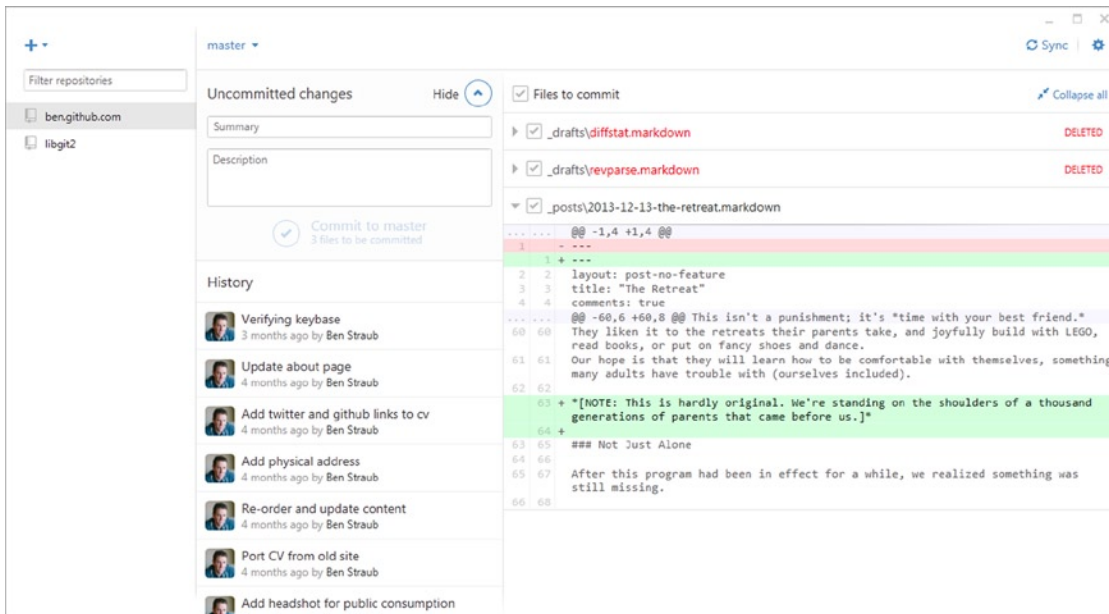 master
Sync
Filter repositories
ben.github.com
libgit2
Uncommitted changes
Hide
Summary
Description
Commit to master
3 files to be committed
History
Verifying keybase
3 months ago by Ben Straub
Update about page
4 months ago by Ben Straub
Add twitter and github links to cv
4 months ago by Ben Straub
Add physical address
4 months ago by Ben Straub
Re-order and update content
4 months ago by Ben Straub
Port CV from old site
4 months ago by Ben Straub
Add headshot for public consumption
Files to commit
Collapse all
_drafts\diffstat.markdown
DELETED
_drafts\revparse.markdown
DELETED
_posts\2013-12-13-the-retreat.markdown
... ... @@ -1,4 +1,4 @@
1 - ---
1 + ---
2 2 layout: post-no-feature
3 3 title: "The Retreat"
4 4 comments: true
... ... @@ -60,6 +60,8 @@ This isn't a punishment; it's "time with your best friend."
60 60 They liken it to the retreats their parents take, and joyfully build with LEGO,
read books, or put on fancy shoes and dance.
61 61 Our hope is that they will learn how to be comfortable with themselves, something
many adults have trouble with (ourselves included).
62 62
63 + *[NOTE: This is hardly original. We're standing on the shoulders of a thousand
generations of parents that came before us.]*
64 +
63 65 ### Not Just Alone
64 66
65 67 After this program had been in effect for a while, we realized something was
still missing.
66 68